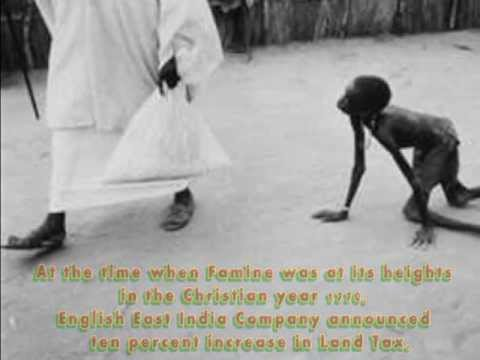 At the time when Famine was at its heights
in the Christian year
English East India Company announced
ten percent increase in Land Tax.